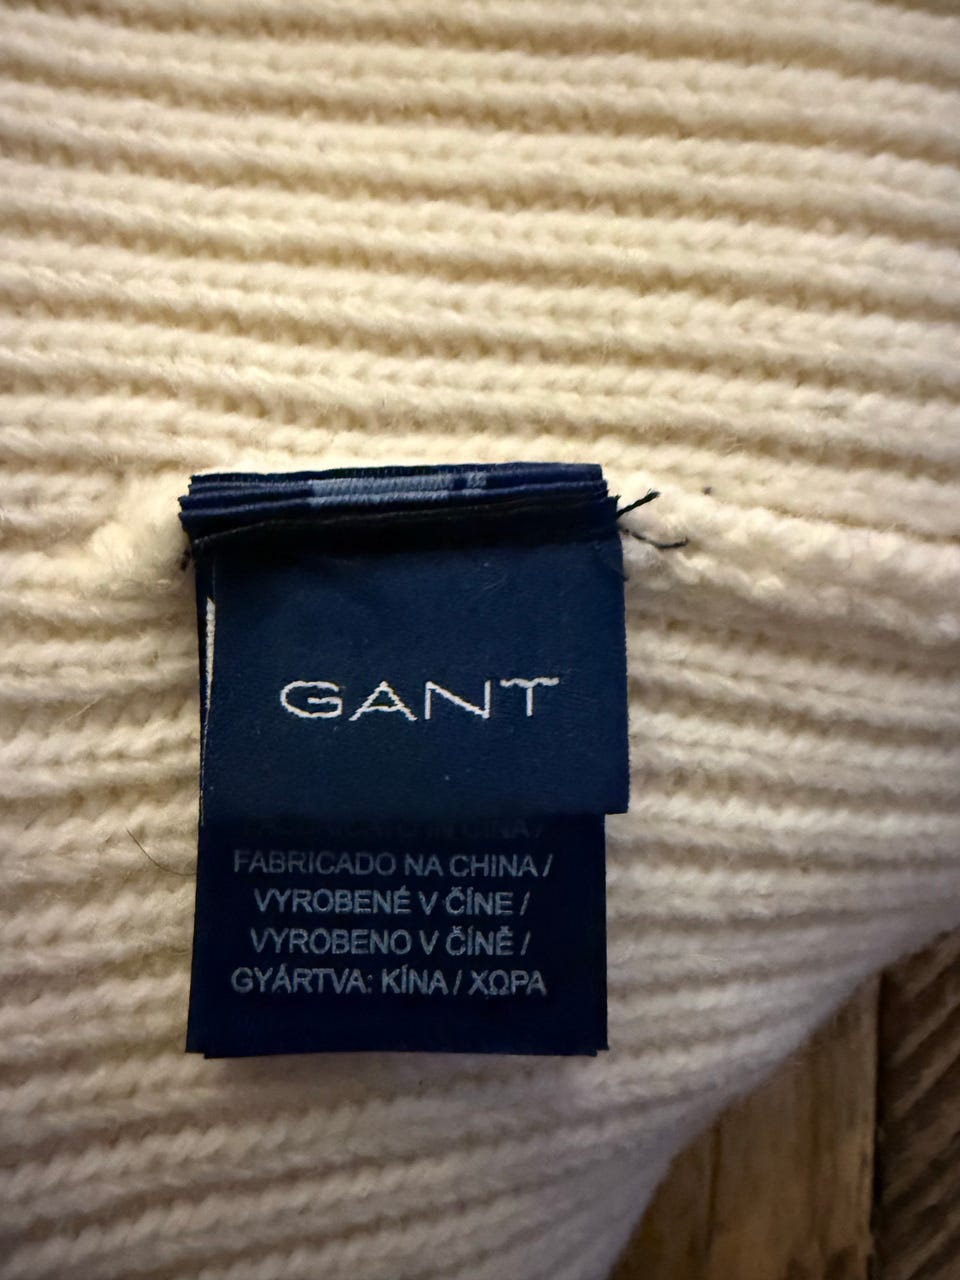 GANT
FABRICADO NA CHINA /
VYROBENÉ V ČÍNE /
VYROBENO V ČÍNĚ /
GYÁRTVA: KÍNA / ΧΩΡΑ